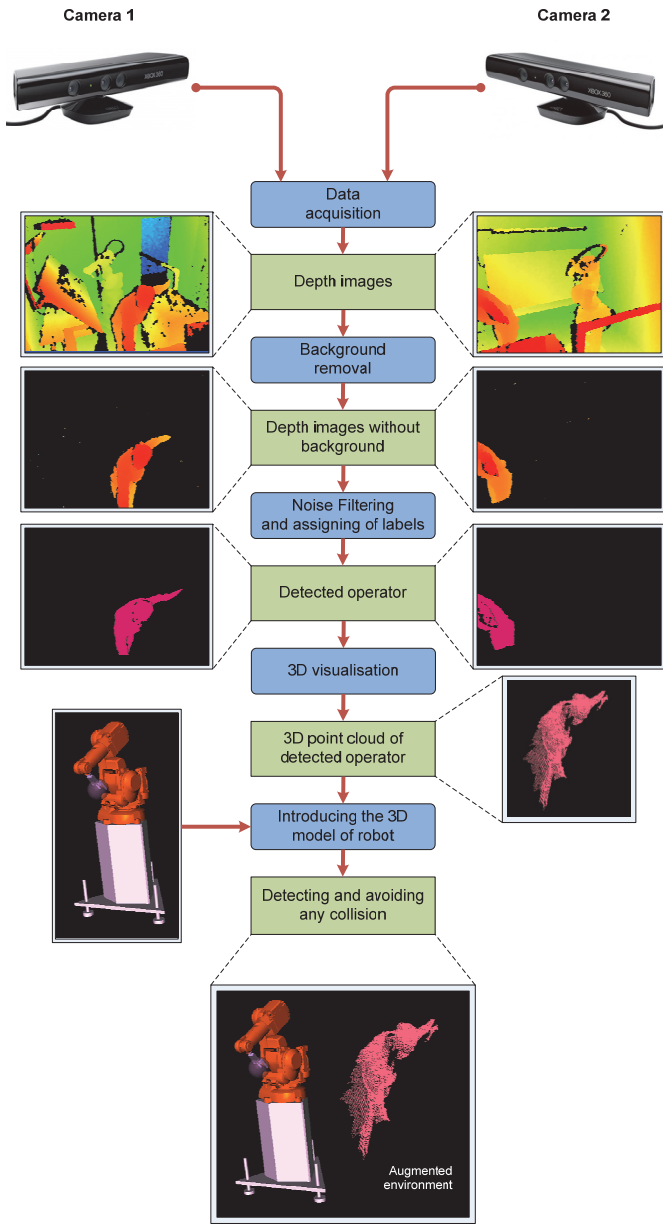 Camera 1
Camera 2
XBOX 360
XBOX 360
Data
acquisition
Depth images
Background
removal
Depth images without
background
Noise Filtering
and assigning of labels
Detected operator
3D visualisation
3D point cloud of
detected operator
Introducing the 3D
model of robot
Detecting and avoiding
any collision
Augmented
environment